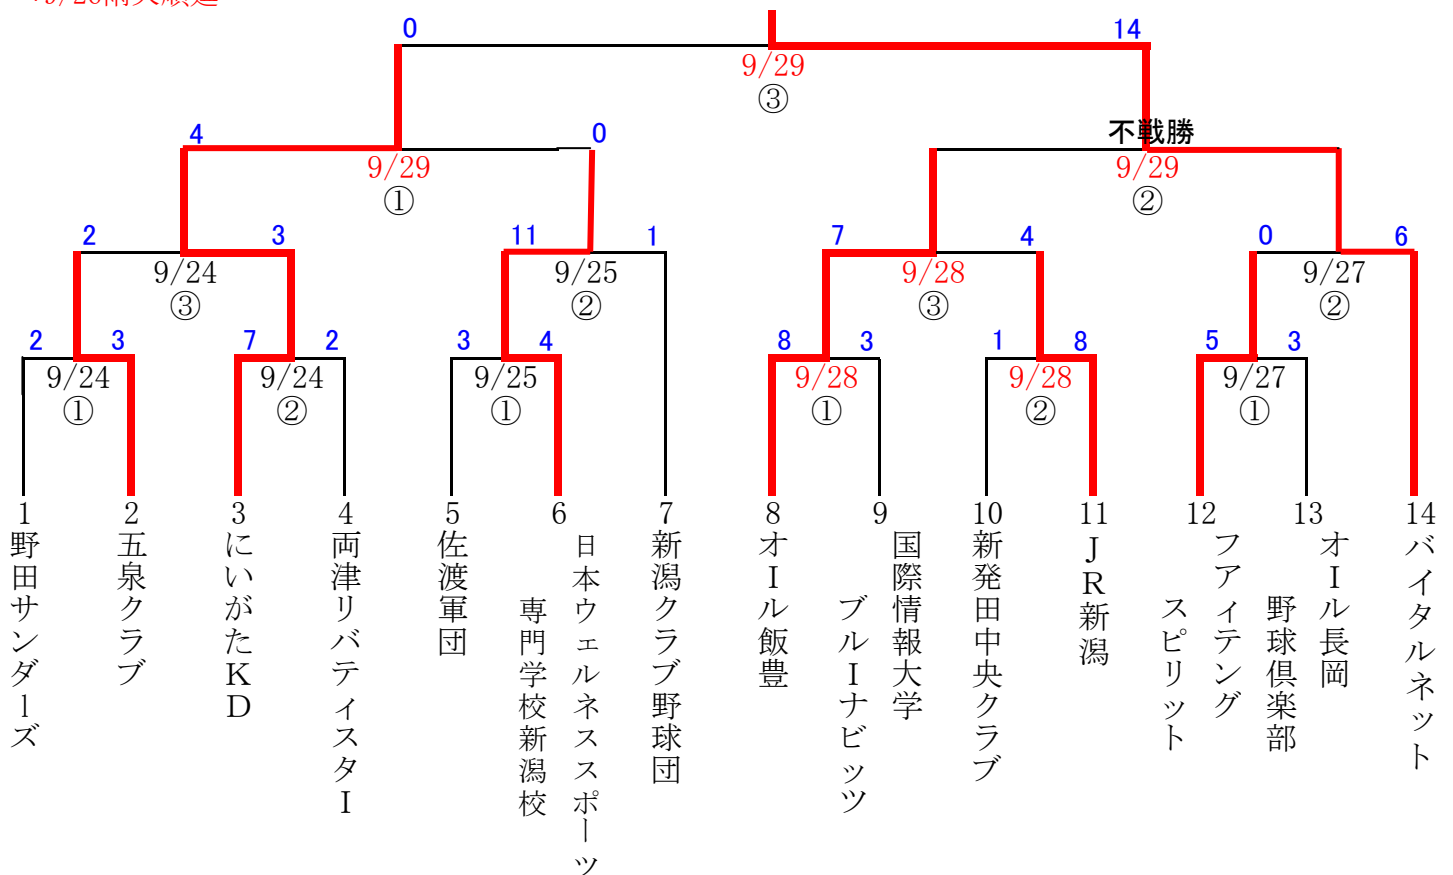 0 14
9/29
③
4 0 不戦勝
9/29 9/29
① ②
2 3 11 1 7 4 0 6
9/24 9/25 9/28 9/27
③ ② ③ ②
2 3 7 2 3 4 8 3 1 8 5 3
9/24 9/24 9/25 9/28 9/28 9/27
① ② ① ① ② ①
1 2 3 4 5 6 7 8 9 10 11 12 13 14
野田サンダーズ
五泉クラブ
にいがたKD
両津リバティスターI
佐渡軍団
日本ウェルネススポーツ
専門学校新潟校
新潟クラブ野球団
オール飯豊
国際情報大学
ブルーナビッツ
新発田中央クラブ
JR新潟
フアィテング
スピリット
オール長岡
野球倶楽部
バイタルネット